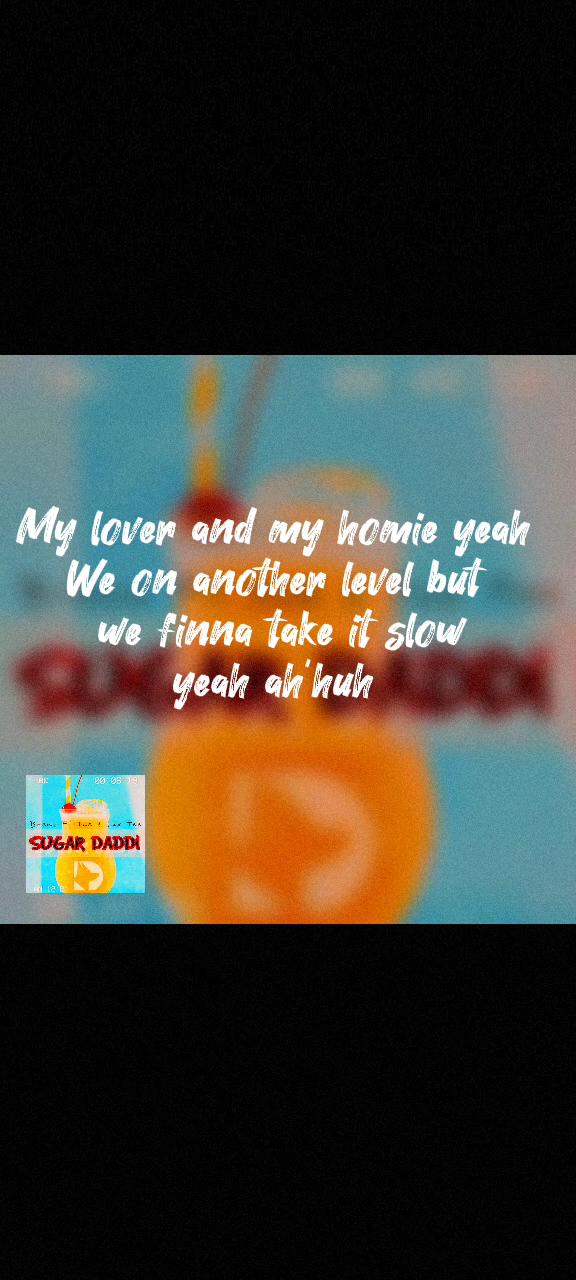 My lover and my homie yeah
We on another level but
we finna take it slow
yeah ah'huh
SUGAR DADDI